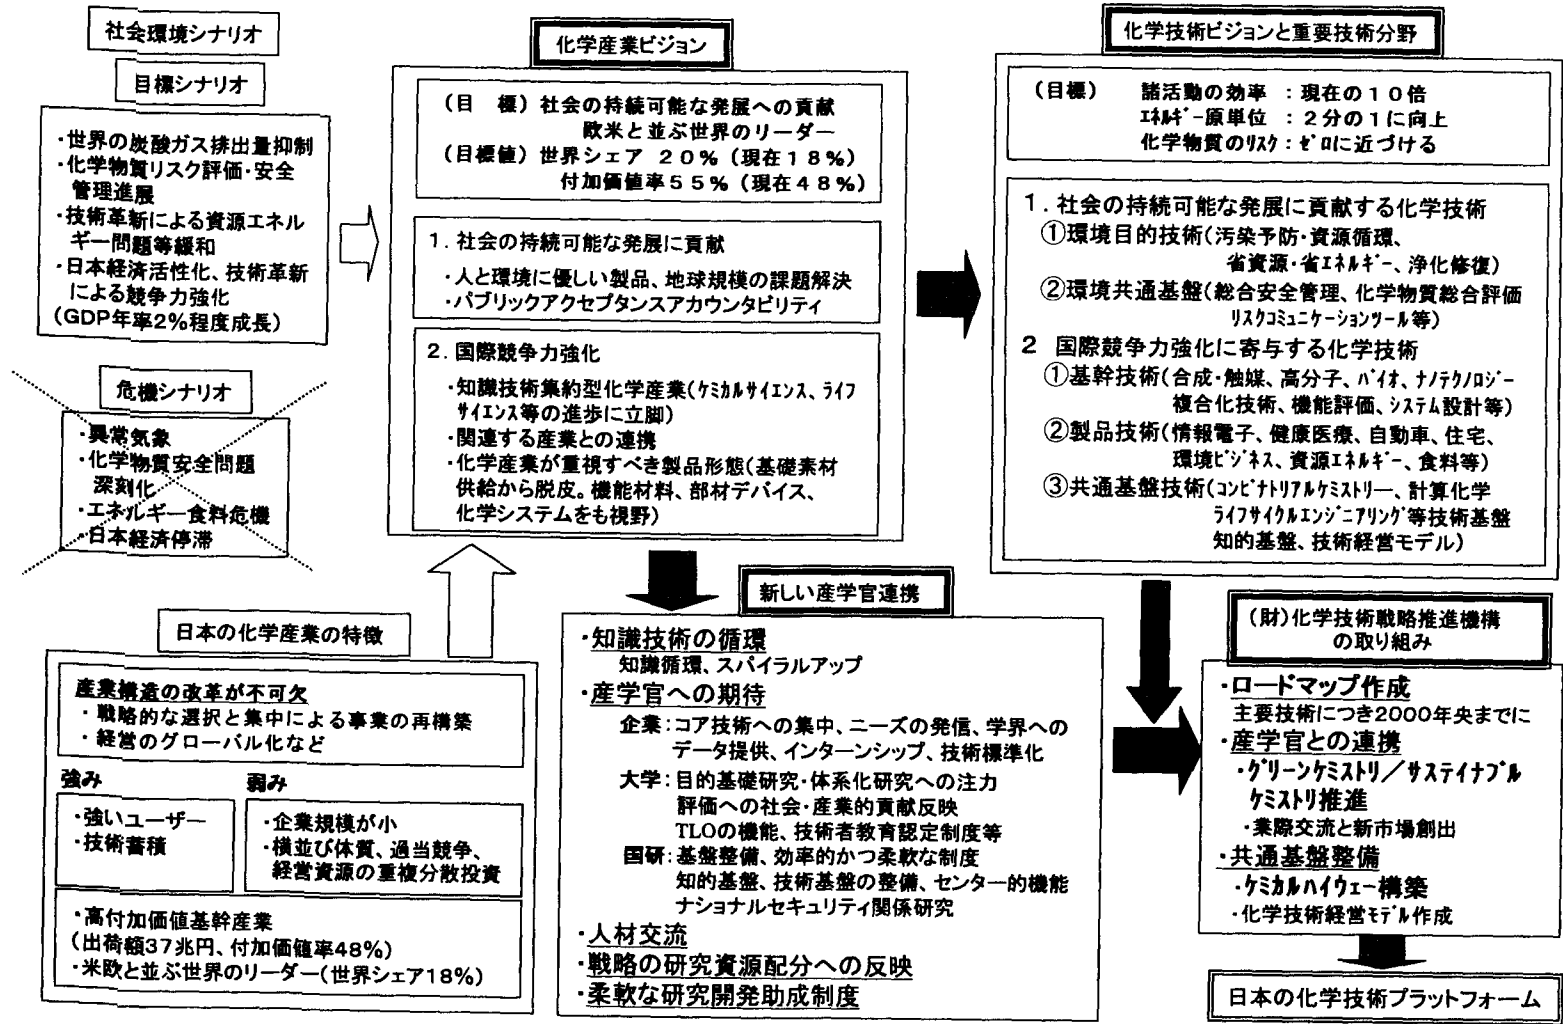 社会環境シナリオ
目標シナリオ
・世界の炭酸ガス排出量抑制
・化学物質リスク評価・安全
管理進展
・技術革新による資源エネル
ギー問題等緩和
・日本経済活性化、技術革新
による競争力強化
(GDP年率2%程度成長)
危機シナリオ
・異常気象
・化学物質安全問題
深刻化
・エネルギー食料危機
・日本経済停滞
日本の化学産業の特徴
産業構造の改革が不可欠
・戦略的な選択と集中による事業の再構築
・経営のグローバル化など
強み
・強いユーザー
・技術蓄積
弱み
・企業規模が小
・横並び体質、過当競争、
経営資源の重複分散投資
・高付加価値基幹産業
(出荷額37兆円、付加価値率48%)
・米欧と並ぶ世界のリーダー(世界シェア18%)
化学産業ビジョン
(目 標)社会の持続可能な発展への貢献
欧米と並ぶ世界のリーダー
(目標値)世界シェア 20%(現在18%)
付加価値率55%(現在48%)
1.社会の持続可能な発展に貢献
・人と環境に優しい製品、地球規模の課題解決
・パブリックアクセプタンスアカウンタビリティ
2.国際競争力強化
・知識技術集約型化学産業(ケミカルサイエンス、ライフ
サイエンス等の進歩に立脚)
・関連する産業との連携
・化学産業が重視すべき製品形態(基礎素材
供給から脱皮。機能材料、部材デバイス、
化学システムをも視野)
新しい産学官連携
・知識技術の循環
知識循環、スパイラルアップ
・産学官への期待
企業:コア技術への集中、ニーズの発信、学界への
データ提供、インターンシップ、技術標準化
大学:目的基礎研究・体系化研究への注力
評価への社会・産業的貢献反映
TLOの機能、技術者教育認定制度等
国研:基盤整備、効率的かつ柔軟な制度
知的基盤、技術基盤の整備、センター的機能
ナショナルセキュリティ関係研究
・人材交流
・戦略の研究資源配分への反映
・柔軟な研究開発助成制度
化学技術ビジョンと重要技術分野
(目標) 諸活動の効率 :現在の10倍
エネルギー原単位 :2分の1に向上
化学物質のリスク:ゼロに近づける
1.社会の持続可能な発展に貢献する化学技術
①環境目的技術(汚染予防・資源循環、
省資源・省エネルギー、浄化修復)
②環境共通基盤(総合安全管理、化学物質総合評価
リスクコミュニケーションツール等)
2 国際競争力強化に寄与する化学技術
①基幹技術(合成・触媒、高分子、バイオ、ナノテクノロジー
複合化技術、機能評価、システム設計等)
②製品技術(情報電子、健康医療、自動車、住宅、
環境ビジネス、資源エネルギー、食料等)
③共通基盤技術(コンビナトリアルケミストリー、計算化学
ライフサイクルエンジニアリング等技術基盤
知的基盤、技術経営モデル)
(財)化学技術戦略推進機構
の取り組み
・ロードマップ作成
主要技術につき2000年央までに
・産学官との連携
・グリーンケミストリ/サステイナブル
ケミストリ推進
・業際交流と新市場創出
・共通基盤整備
・ケミカルハイウェー構築
・化学技術経営モデル作成
日本の化学技術プラットフォーム